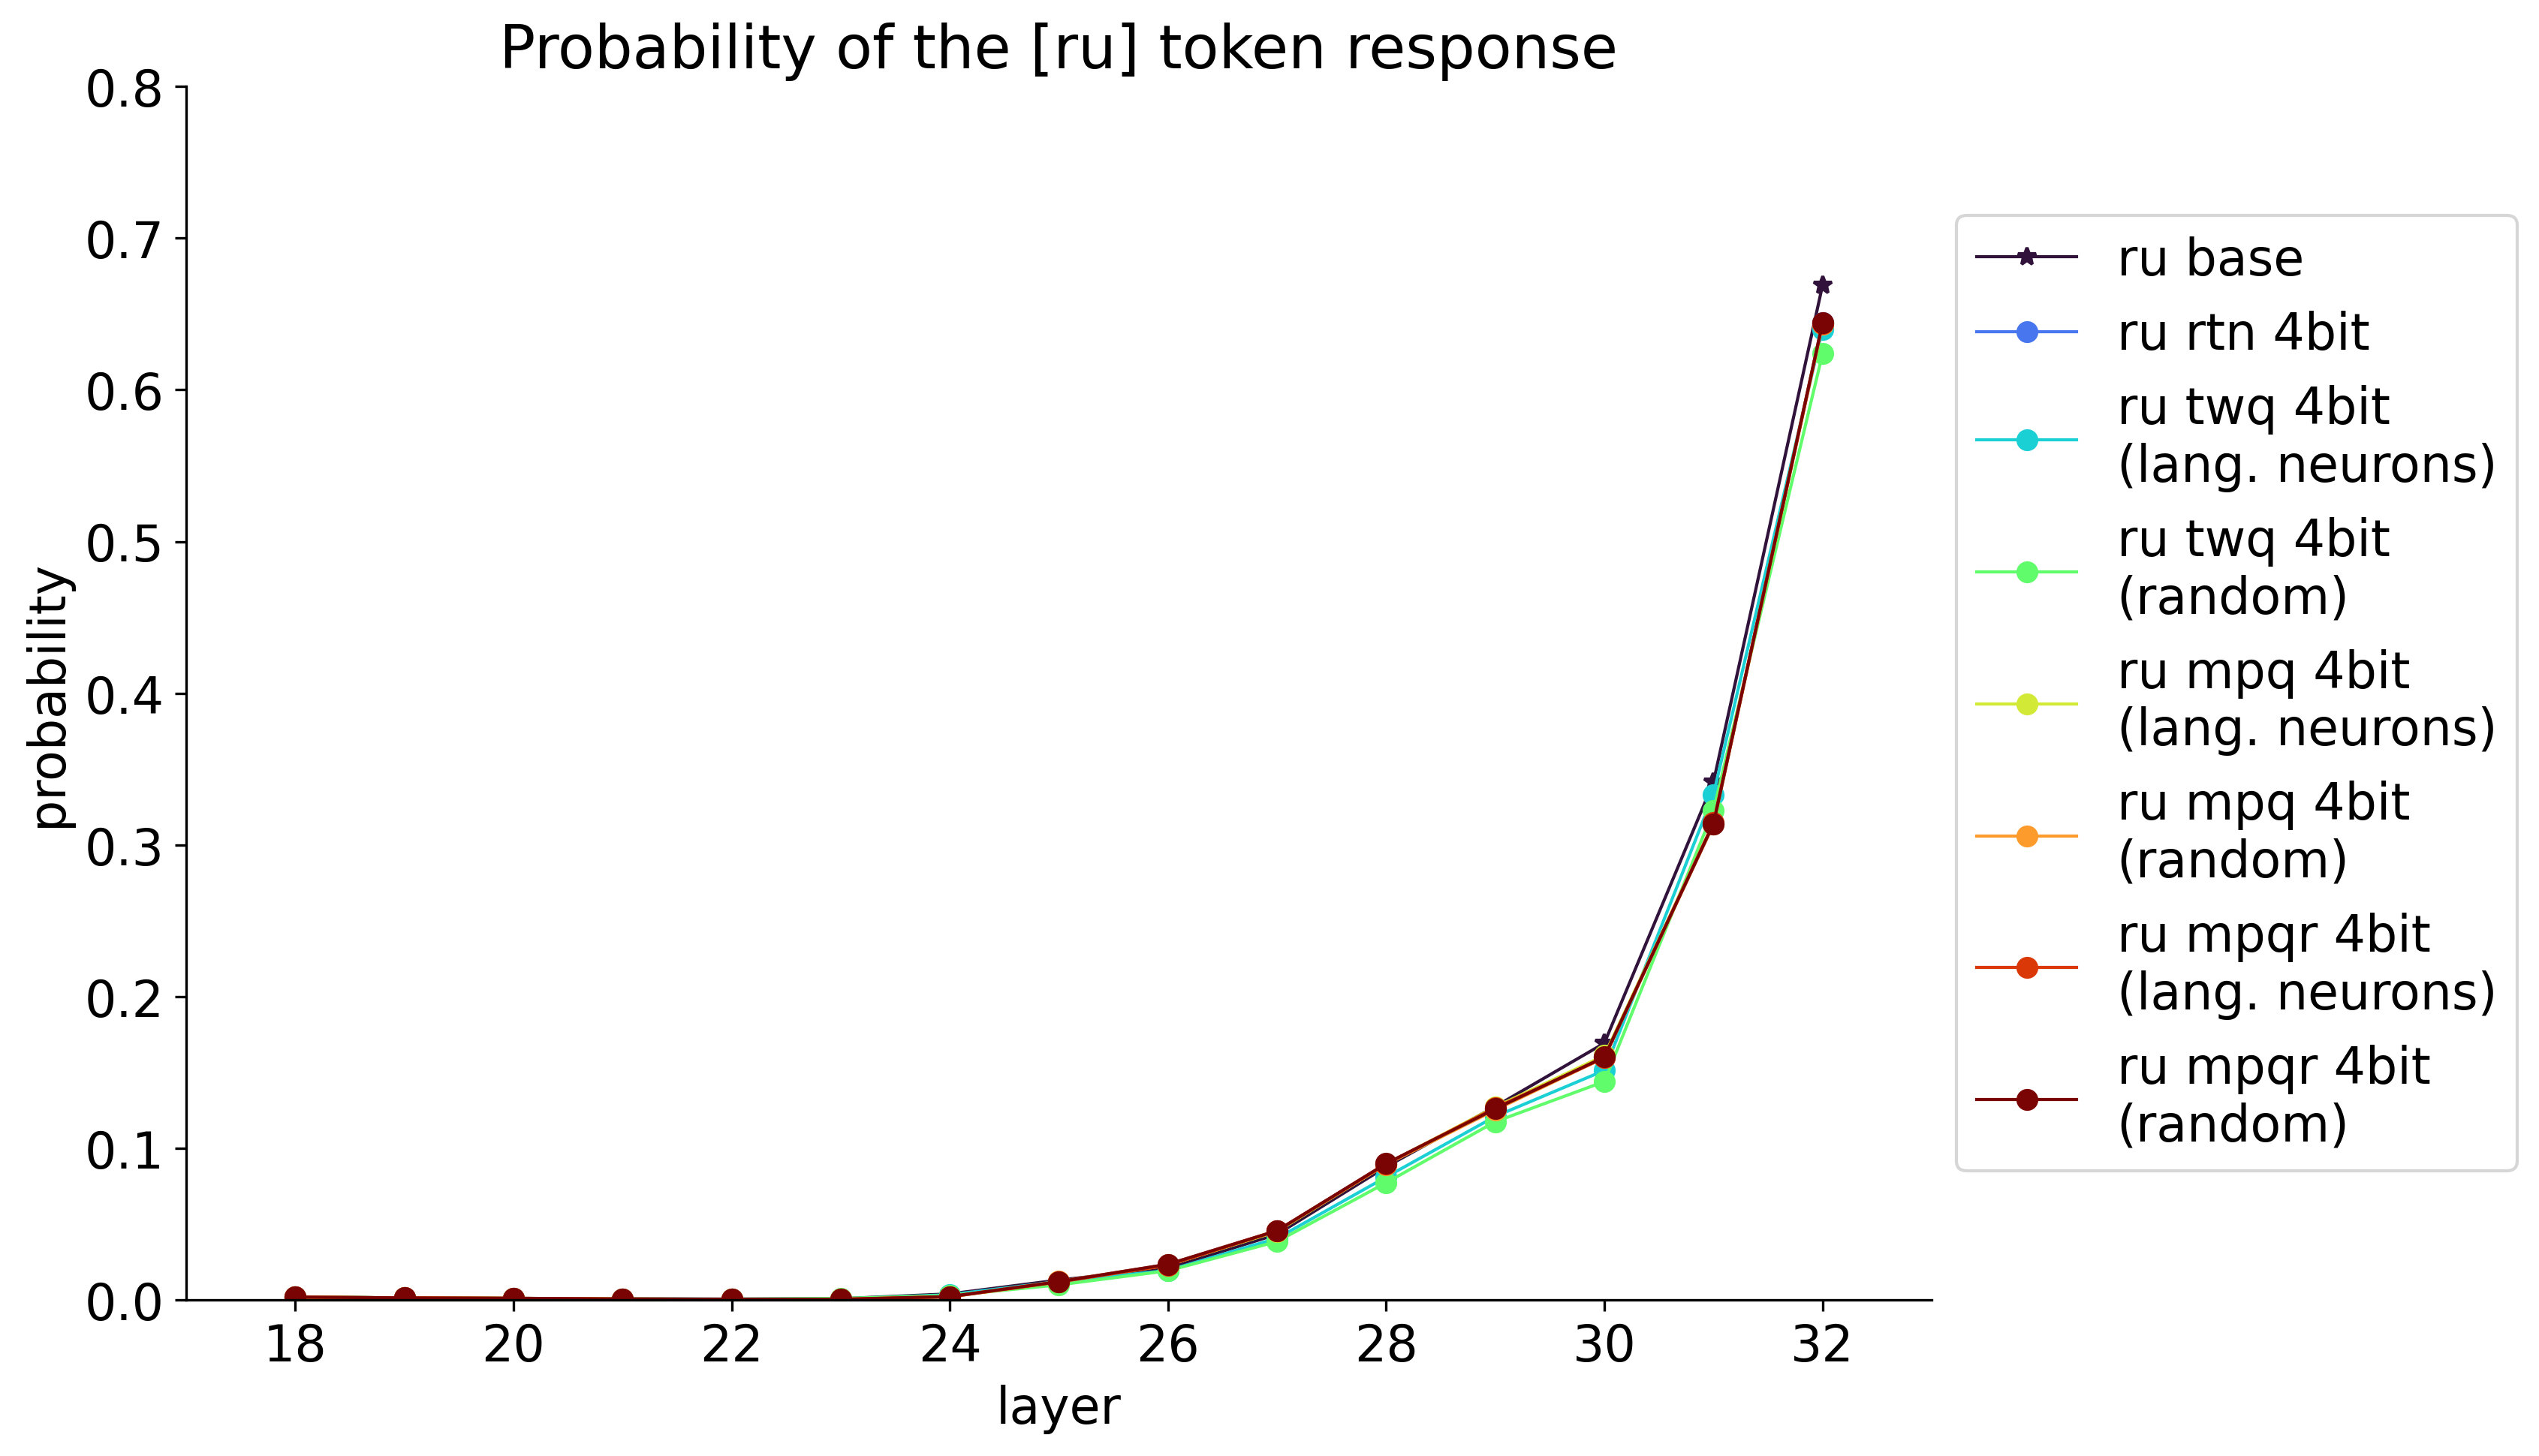 Probability of the [ru] token response
0.8
0.7
0.6
0.5
0.4
0.3
0.2
0.1
0.0
probability
18 20 22 24 26 28 30 32
layer
ru base
ru rtn 4bit
ru twq 4bit
(lang. neurons)
ru twq 4bit
(random)
ru mpq 4bit
(lang. neurons)
ru mpq 4bit
(random)
ru mpqr 4bit
(lang. neurons)
ru mpqr 4bit
(random)